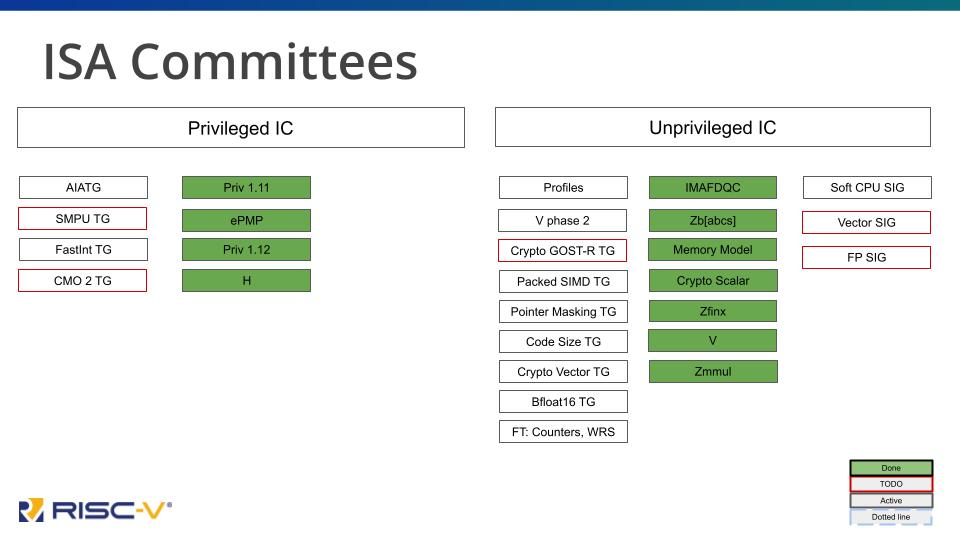 ISA Committees
Privileged IC
AIATG
SMPU TG
FastInt TG
CMO 2 TG
Priv 1.11
ePMP
Priv 1.12
H
Unprivileged IC
Profiles
V phase 2
Crypto GOST-R TG
Packed SIMD TG
Pointer Masking TG
Code Size TG
Crypto Vector TG
Bfloat16 TG
FT: Counters, WRS
IMAFDQC
Zb[abcs]
Memory Model
Crypto Scalar
Zfinx
V
Zmmul
Soft CPU SIG
Vector SIG
FP SIG
Done
TODO
Active
Dotted line
RISC-V®